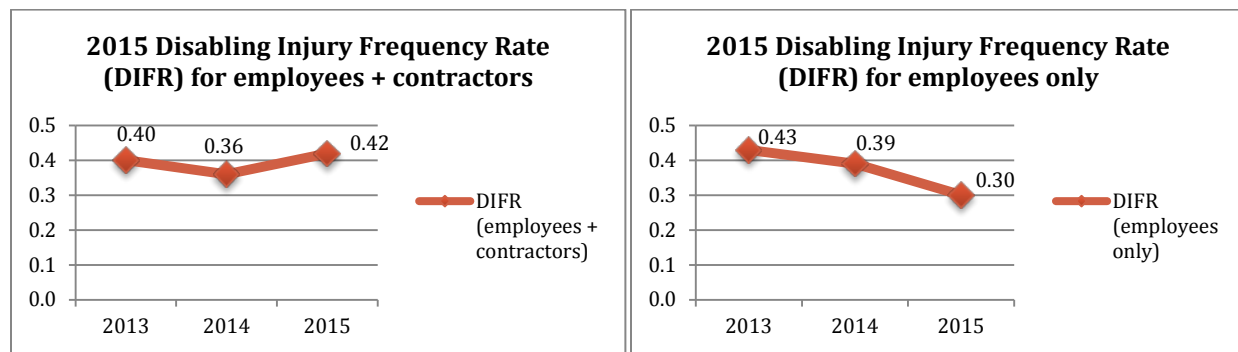 2015 Disabling Injury Frequency Rate
(DIFR) for employees + contractors
0.5
0.4
0.3
0.2
0.1
0.0
0.40
0.36
0.42
2013
2014
2015
DIFR
(employees +
contractors)
2015 Disabling Injury Frequency Rate
(DIFR) for employees only
0.5
0.4
0.3
0.2
0.1
0.0
0.43
0.39
0.30
2013
2014
2015
DIFR
(employees
only)